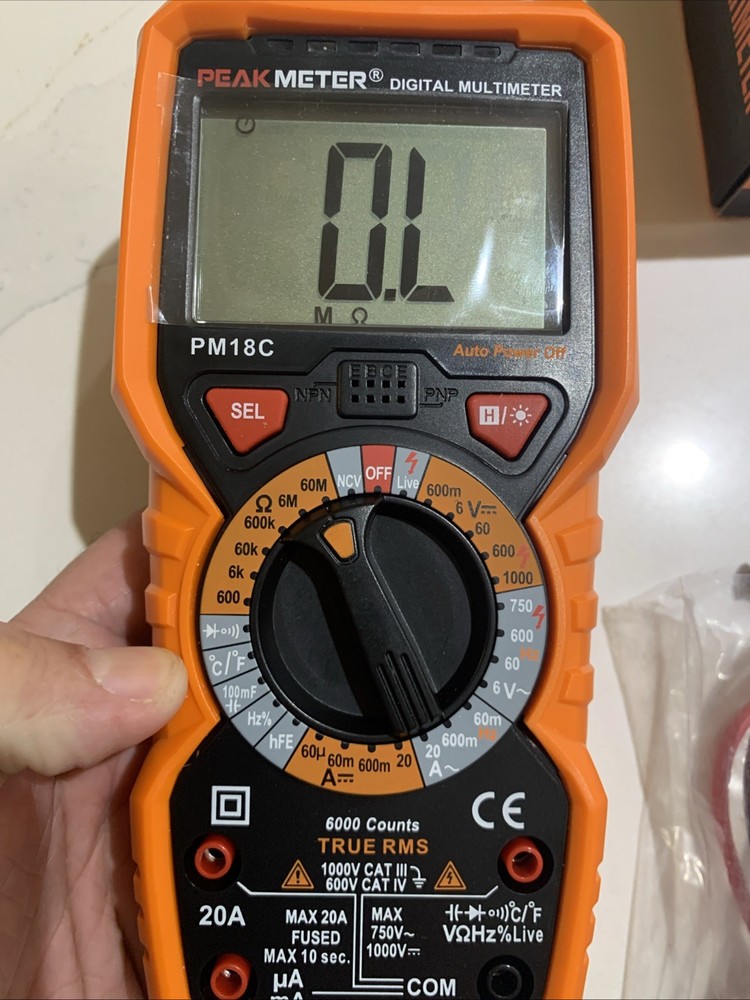 PEAKMETER® DIGITAL MULTIMETER
0.L
M Ω
PM18C
Auto Power Off
EBCE
NPN
PNP
SEL
H/
NCV
OFF
Live
60M
6M
Ω
600k
60k
6k
600
600m
6
V
60
600
1000
750
600
60
6 V~
60m
600m
20
A~
°C/°F
100mF
Hz%
hFE
60µ
60m
600m
20
A
CE
6000 Counts
TRUE RMS
1000V CAT III
600V CAT IV
20A
MAX 20A
FUSED
MAX 10 sec.
MAX
750V~
1000V
°C/°F
VΩHz%Live
µA
mA
COM